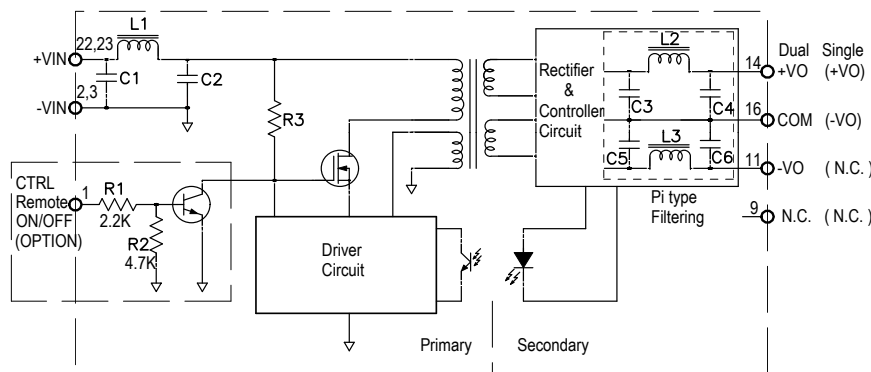 L1
22,23
+VIN
C1
C2
2,3
-VIN
R3
CTRL
Remote
ON/OFF
(OPTION)
1
R1
2.2K
R2
4.7K
Driver
Circuit
Primary
Secondary
Rectifier
&
Controller
Circuit
L2
C3
C4
L3
C5
C6
Pi type
Filtering
Dual Single
14 +VO (+VO)
16 COM (-VO)
11 -VO (N.C.)
9 N.C. (N.C.)